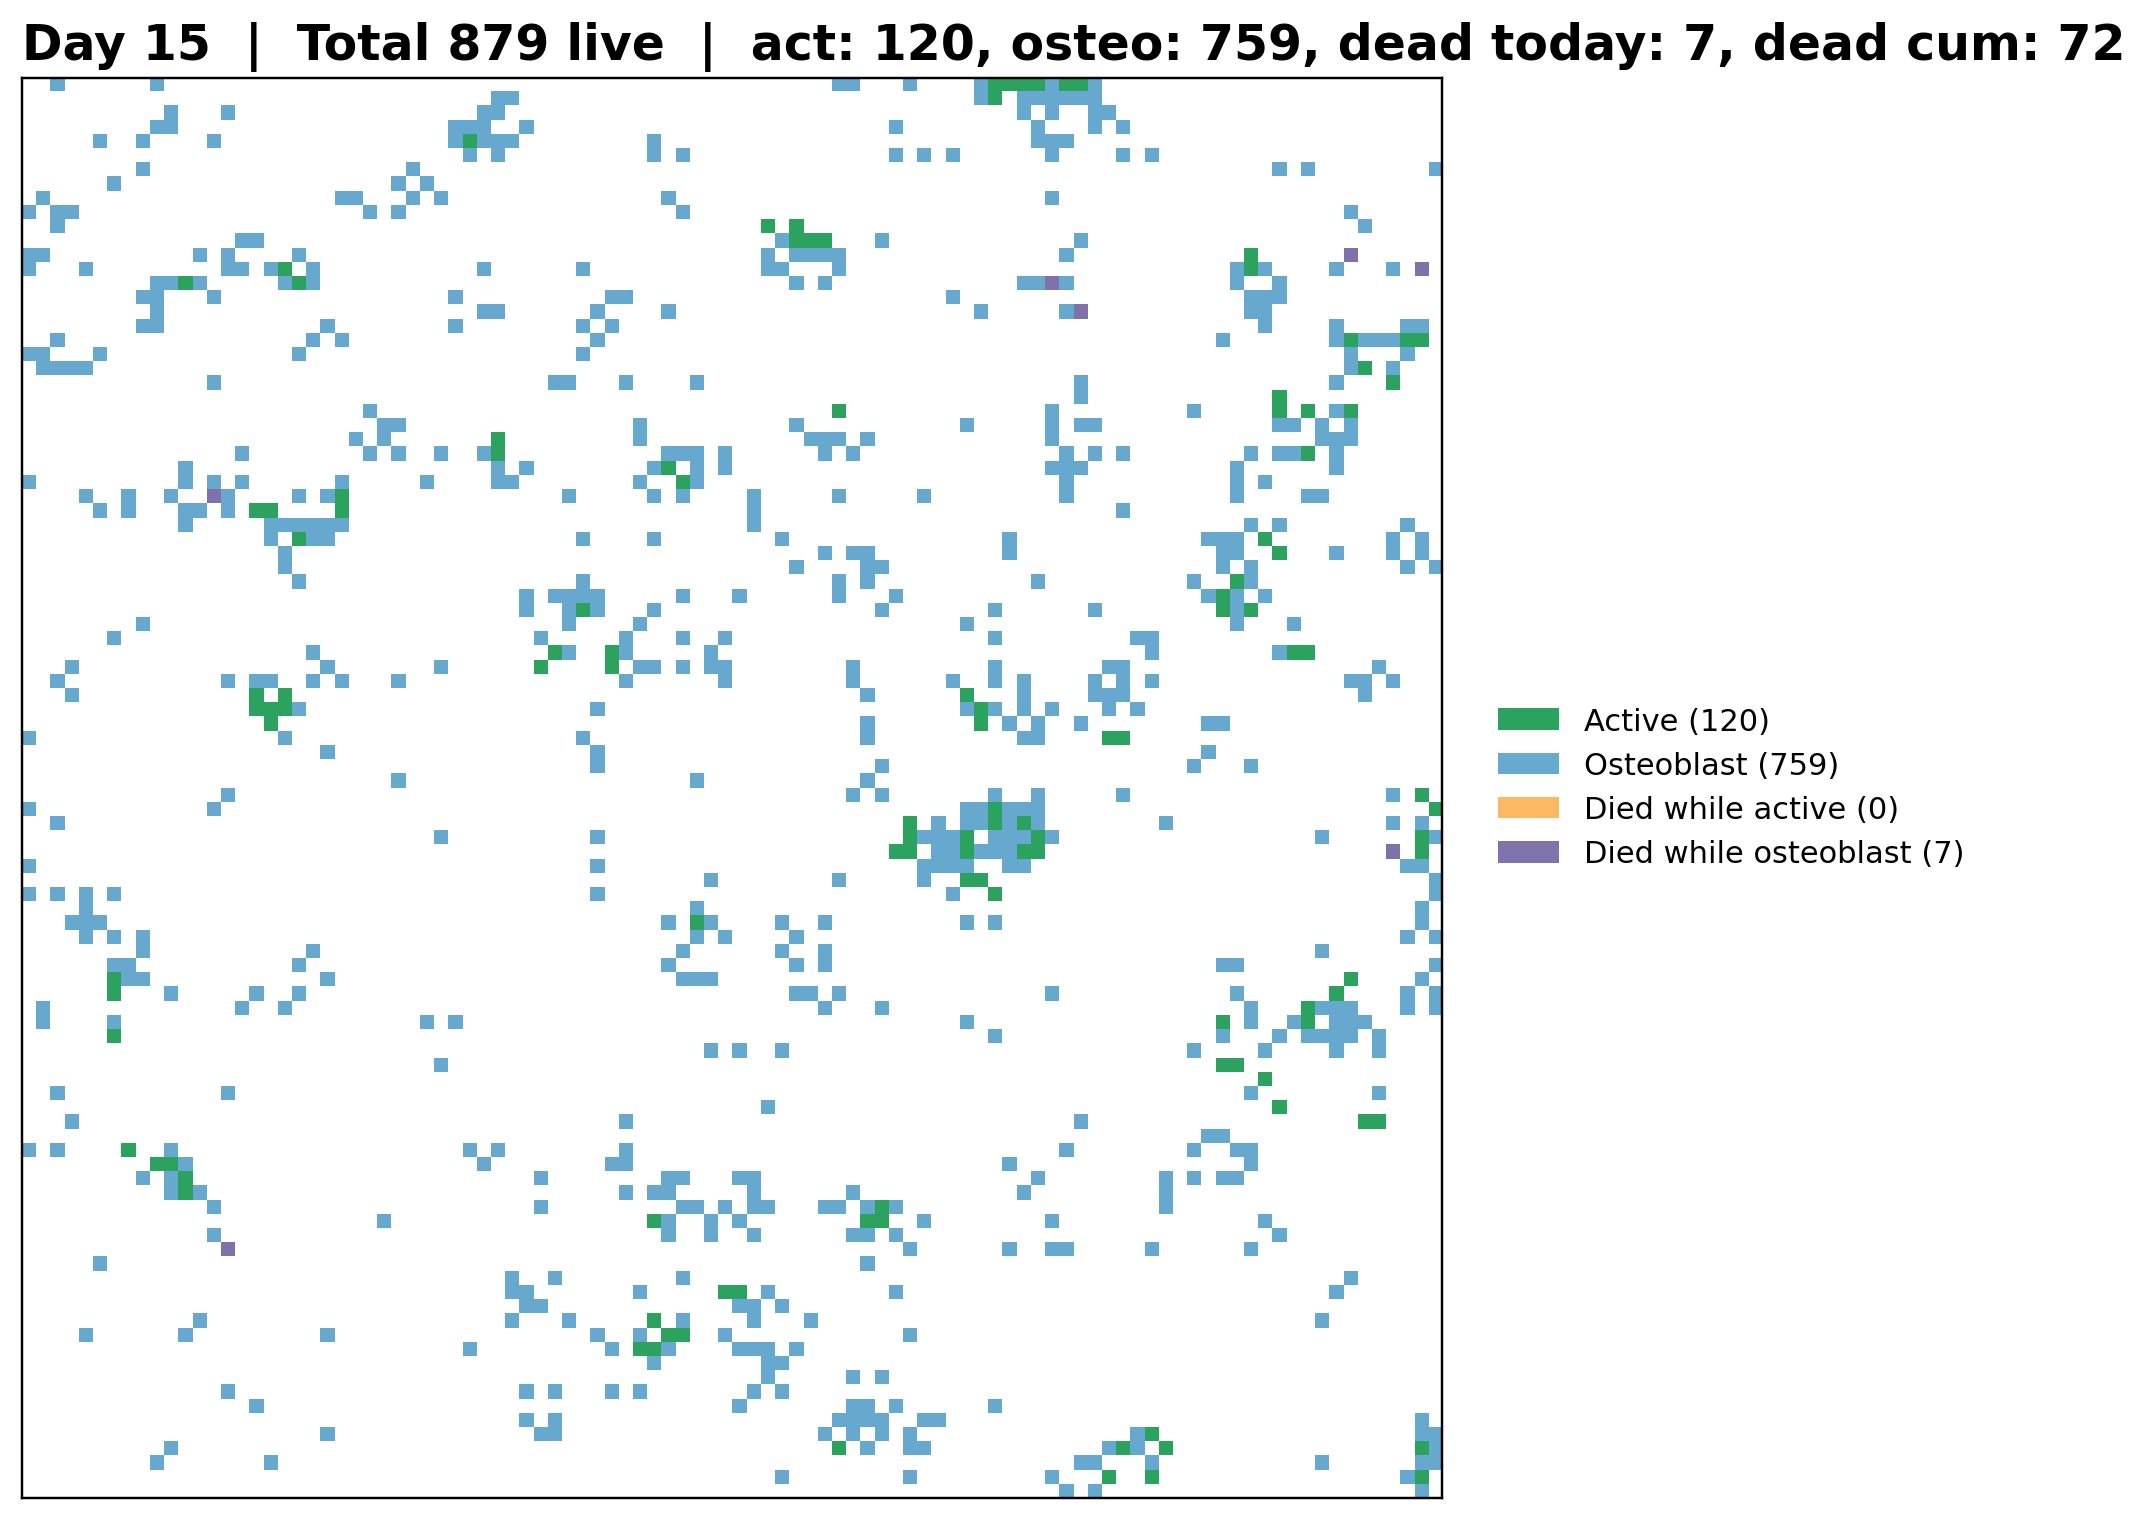 Day 15 | Total 879 live | act: 120, osteo: 759, dead today: 7, dead cum: 72
Active (120)
Osteoblast (759)
Died while active (0)
Died while osteoblast (7)